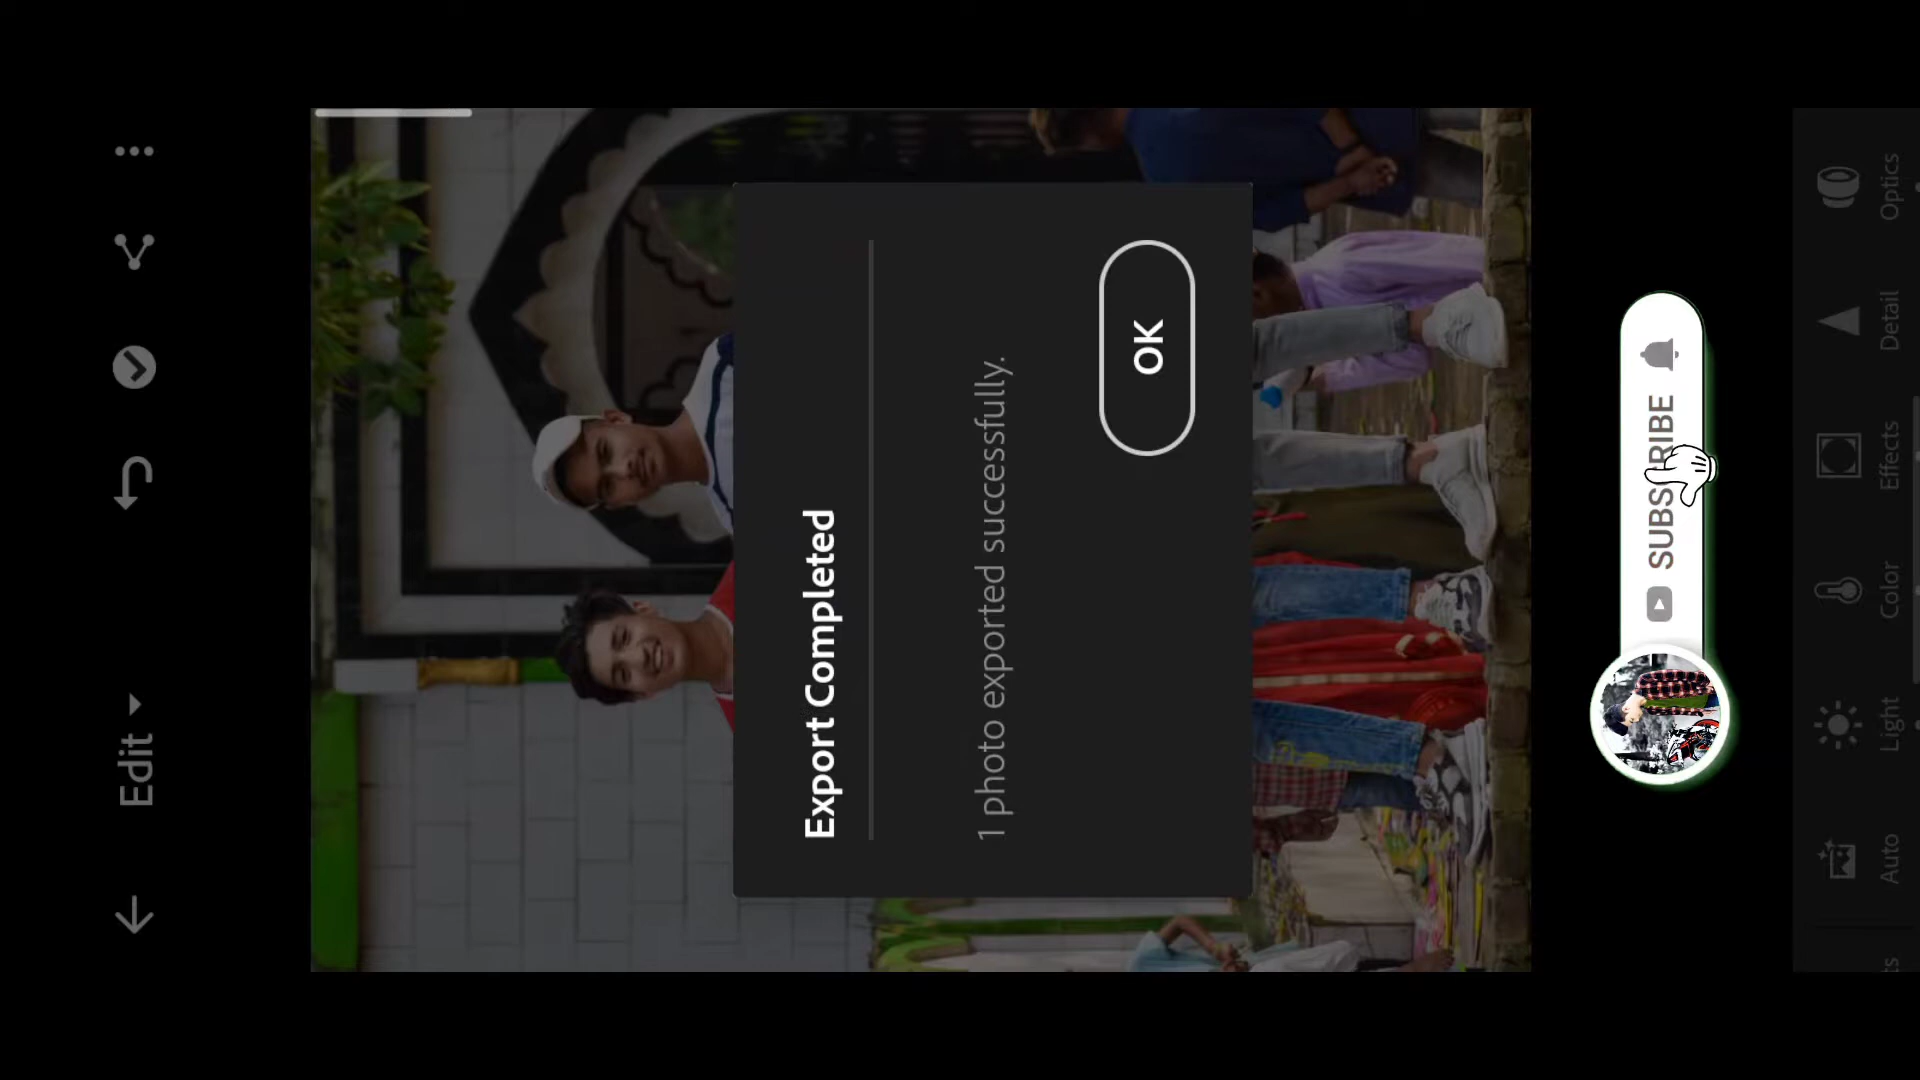 Edit
Export Completed
1 photo exported successfully.
OK
SUBSCRIBE
Auto
Light
Color
Effects
Detail
Optics